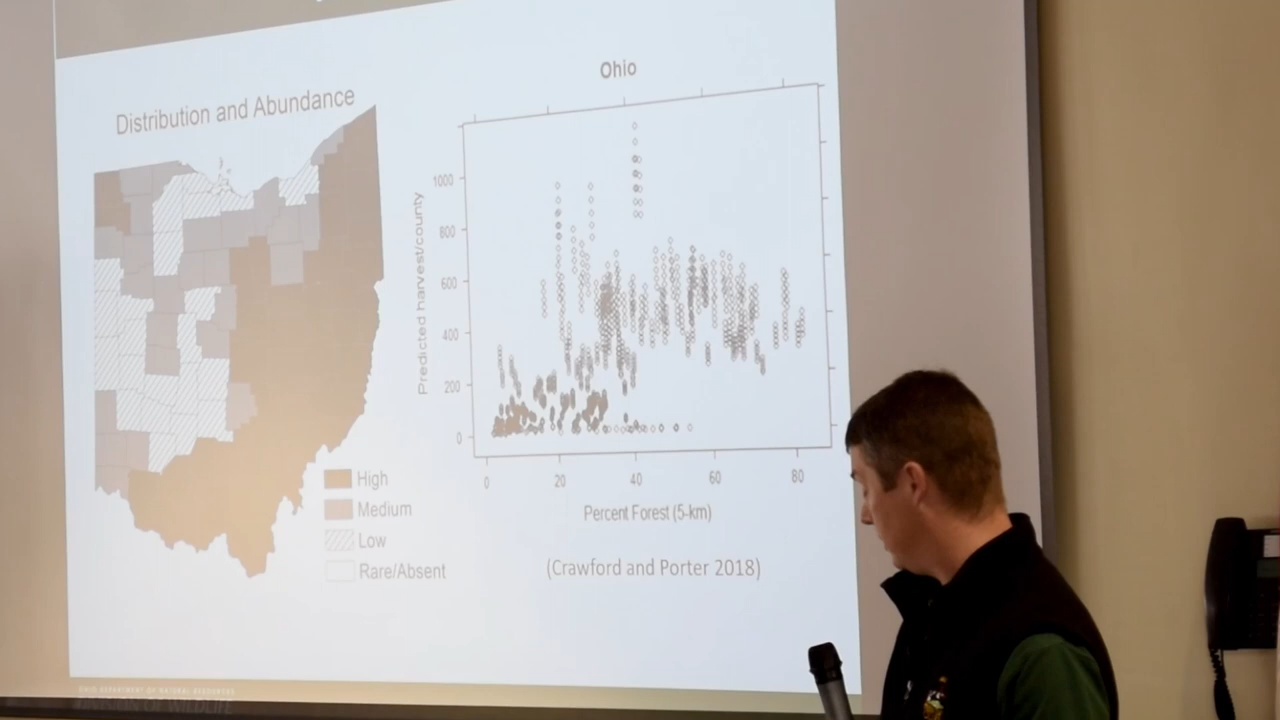 Distribution and Abundance
High
Medium
Low
Rare/Absent
Ohio
Predicted harvest/county
1000
800
600
400
200
0
0 20 40 60 80
Percent Forest (5-km)
(Crawford and Porter 2018)
OHIO DEPARTMENT OF NATURAL RESOURCES
DIVISION OF WILDLIFE